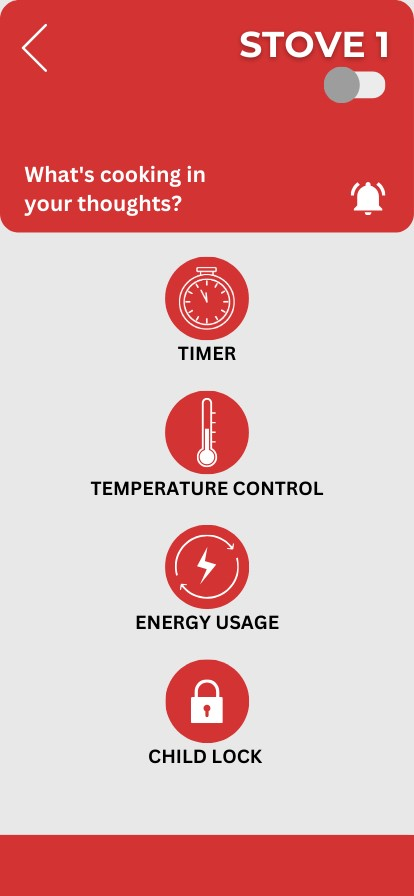 STOVE 1
What's cooking in
your thoughts?
TIMER
TEMPERATURE CONTROL
ENERGY USAGE
CHILD LOCK